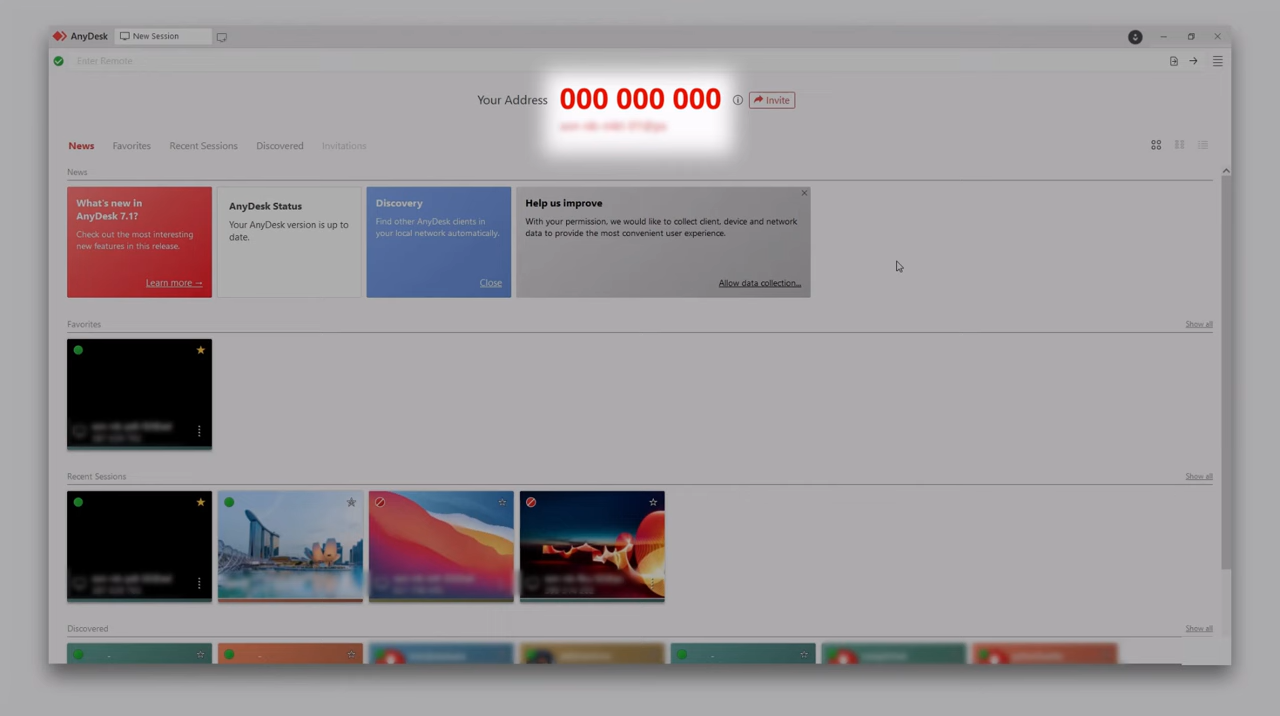 AnyDesk
New Session
Enter Remote
Your Address 000 000 000 Invite
News Favorites Recent Sessions Discovered Invitations
News
What's new in
AnyDesk 7.1?
Check out the most interesting
new features in this release.
Learn more →
AnyDesk Status
Your AnyDesk version is up to
date.
Discovery
Find other AnyDesk clients in
your local network automatically.
Close
Help us improve
With your permission, we would like to collect client, device and network
data to provide the most convenient user experience.
Allow data collection...
Favorites Show all
Recent Sessions Show all
Discovered Show all